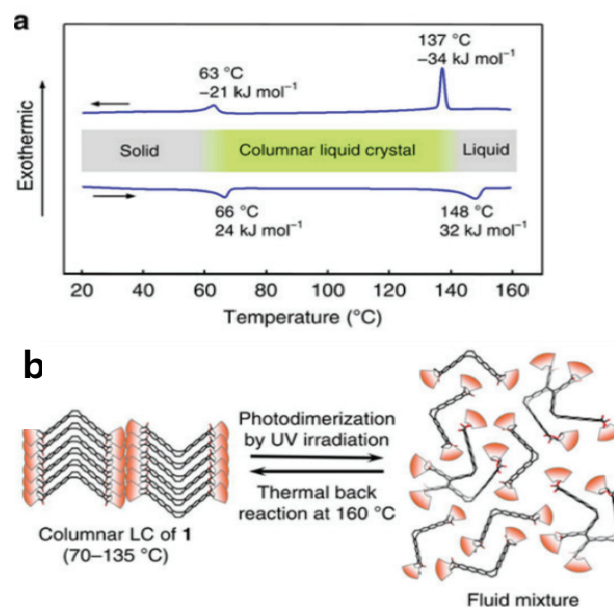 a
137 °C
−34 kJ mol⁻¹
63 °C
−21 kJ mol⁻¹
Exothermic
Solid
Columnar liquid crystal
Liquid
66 °C
24 kJ mol⁻¹
148 °C
32 kJ mol⁻¹
20 40 60 80 100 120 140 160
Temperature (°C)
b
Photodimerization
by UV irradiation
Thermal back
reaction at 160 °C
Columnar LC of 1
(70–135 °C)
Fluid mixture